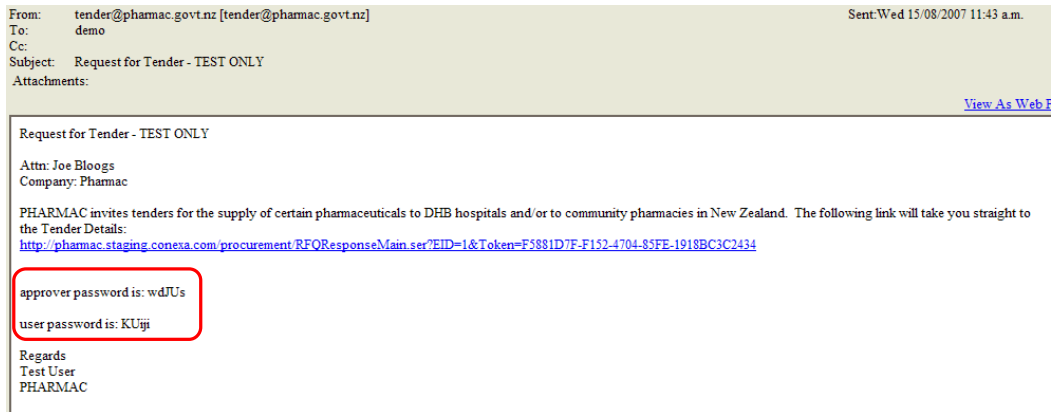 From: tender@pharmac.govt.nz [tender@pharmac.govt.nz] Sent:Wed 15/08/2007 11:43 a.m.
To: demo
Cc:
Subject: Request for Tender - TEST ONLY
Attachments:
View As Web P
Request for Tender - TEST ONLY
Attn: Joe Bloogs
Company: Pharmac
PHARMAC invites tenders for the supply of certain pharmaceuticals to DHB hospitals and/or to community pharmacies in New Zealand. The following link will take you straight to
the Tender Details:
http://pharmac.staging.conexa.com/procurement/RFQResponseMain.ser?EID=1&Token=F5881D7F-F152-4704-85FE-1918BC3C2434
approver password is: wdJUs
user password is: KUiji
Regards
Test User
PHARMAC